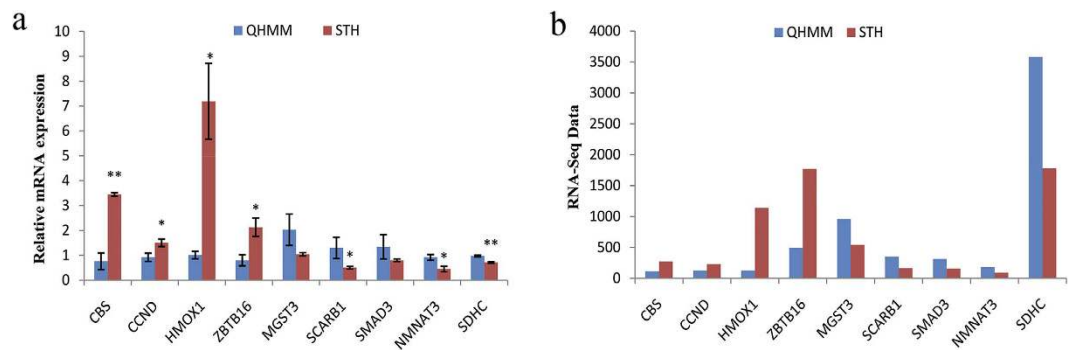 a
QHMM STH
Relative mRNA expression
10
9
8
7
6
5
4
3
2
1
0
** * * * * * **
CBS CCND HMOX1 ZBTB16 MGST3 SCARB1 SMAD3 NMNAT3 SDHC
b
QHMM STH
RNA-Seq Data
4000
3500
3000
2500
2000
1500
1000
500
0
CBS CCND HMOX1 ZBTB16 MGST3 SCARB1 SMAD3 NMNAT3 SDHC